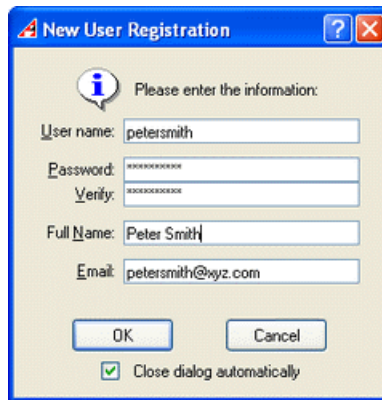 New User Registration
Please enter the information:
User name: petersmith
Password: **********
Verify: **********
Full Name: Peter Smith
Email: petersmith@xyz.com
OK Cancel
Close dialog automatically